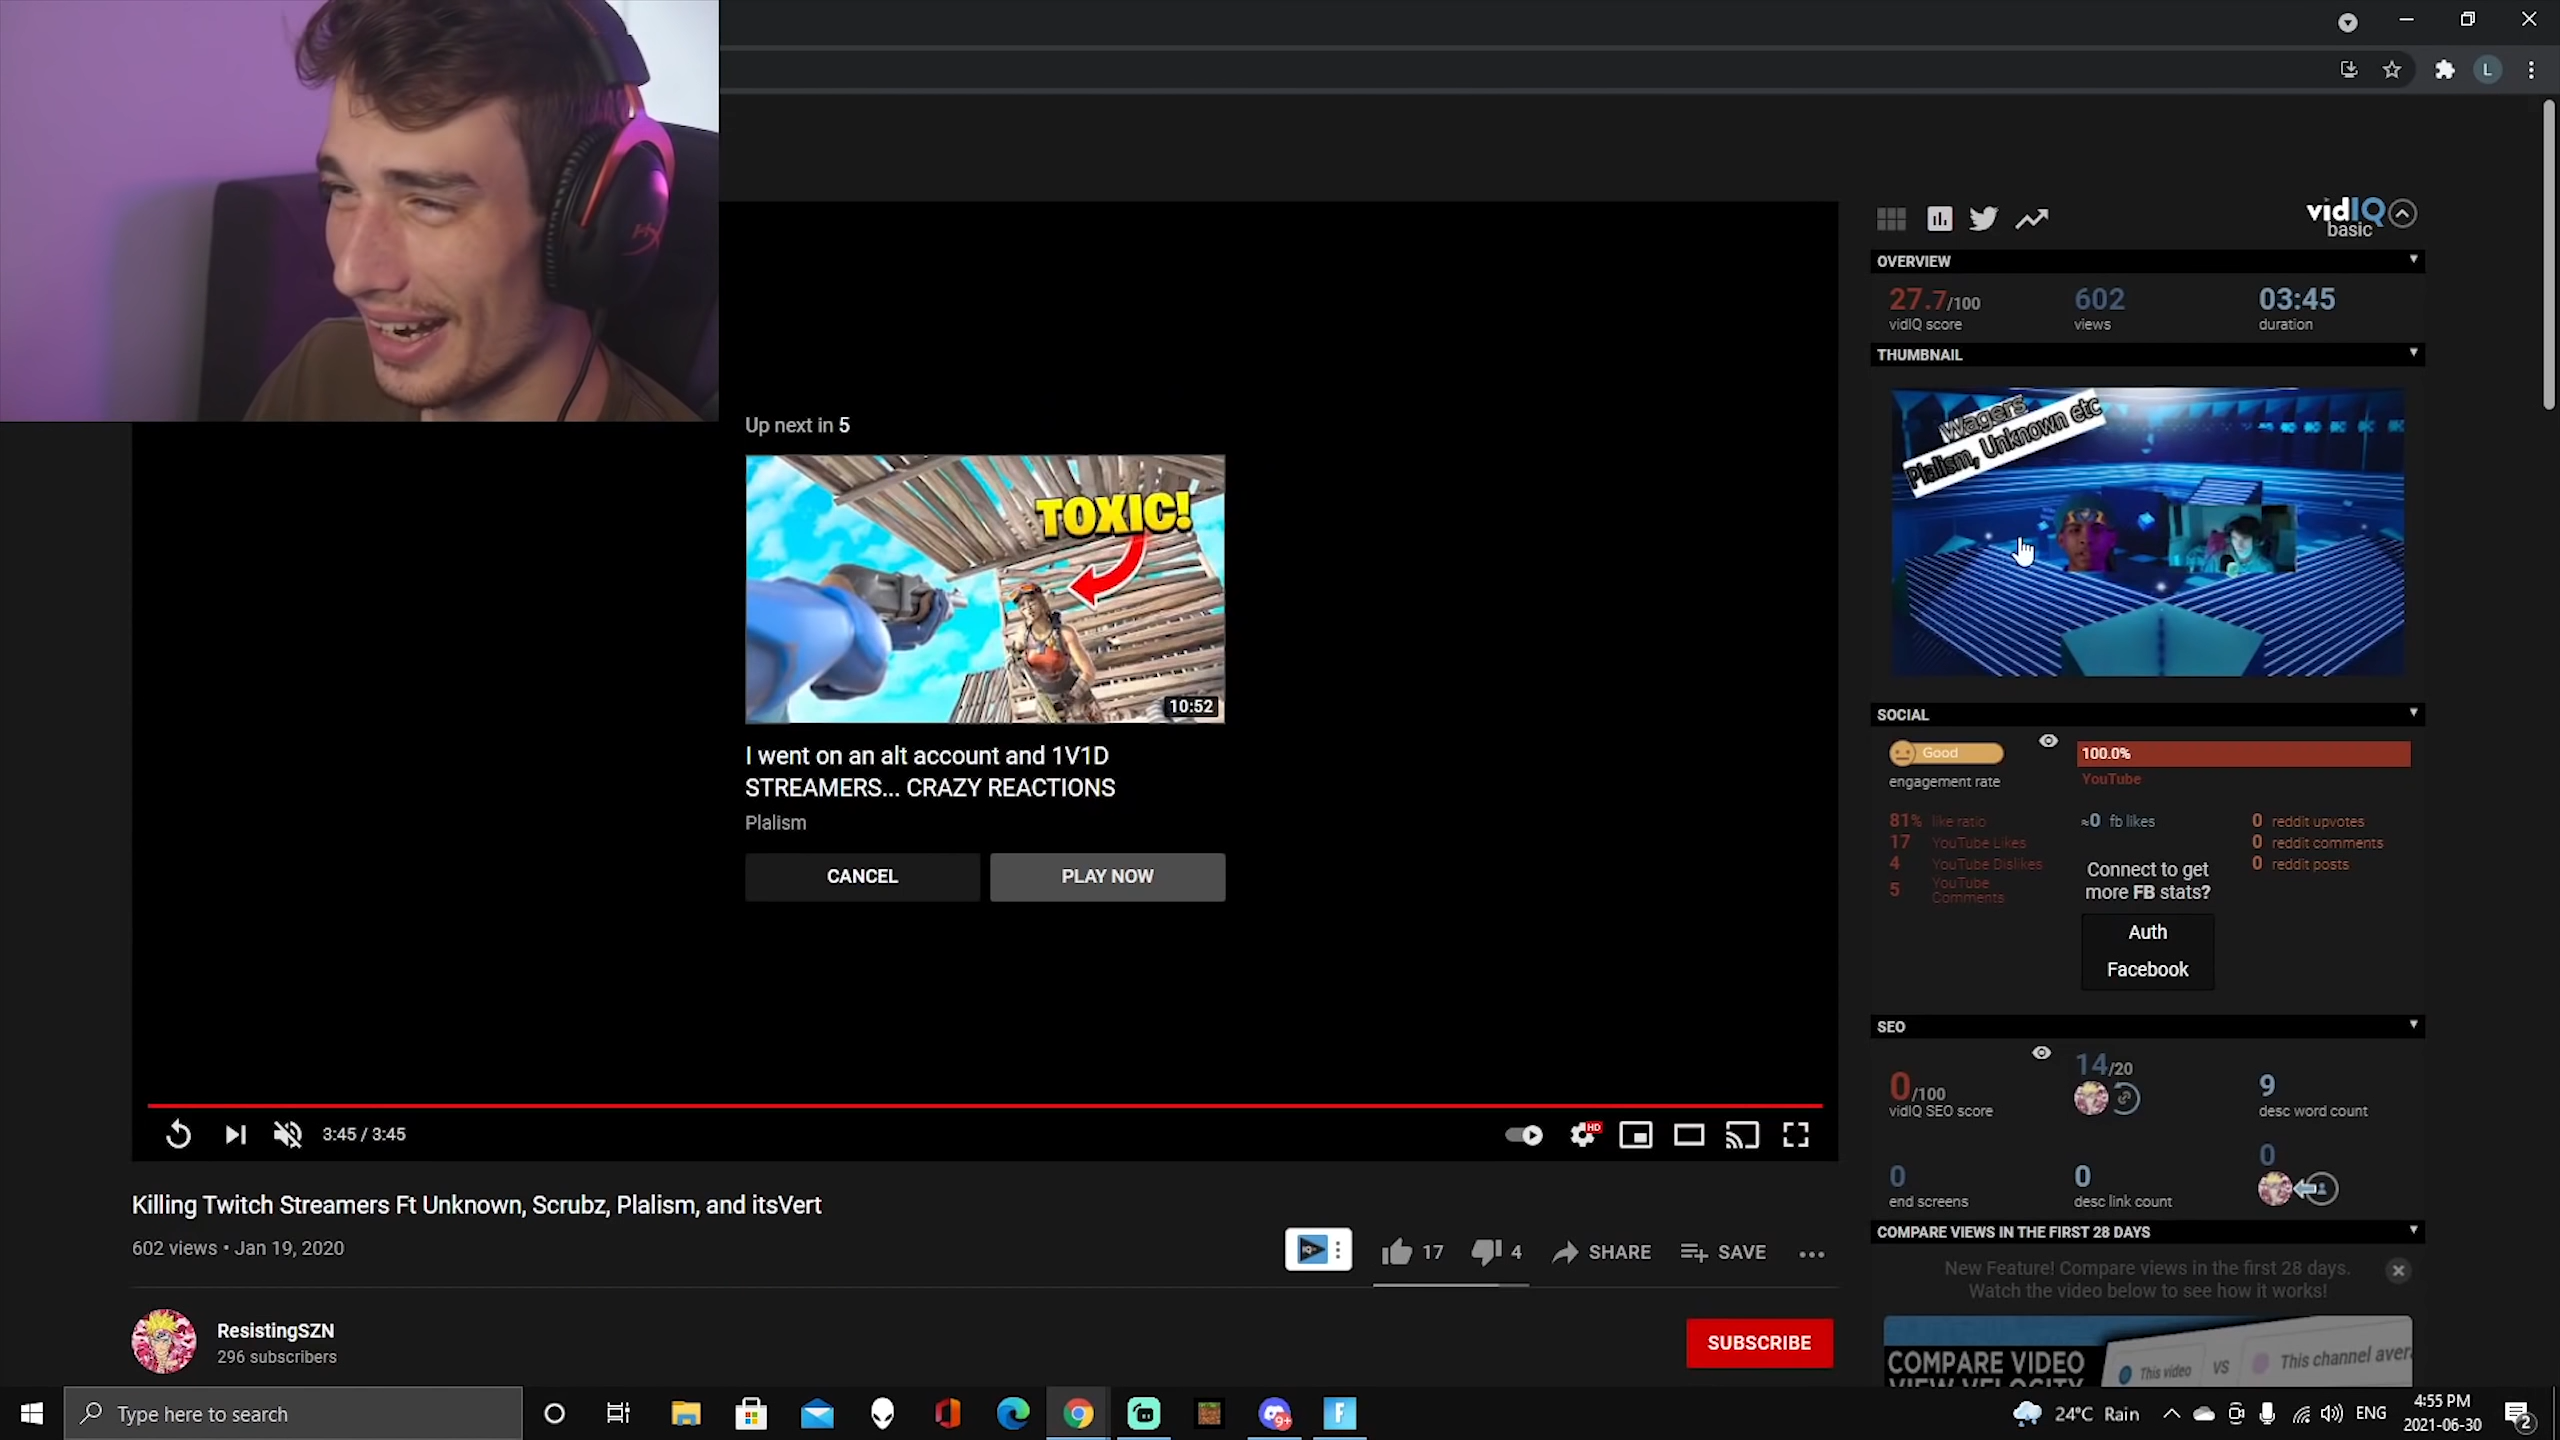 L
vidIQ
basic
OVERVIEW
27.7/100
vidIQ score
602
views
03:45
duration
THUMBNAIL
Wagers
Plalism, Unknown etc
Up next in 5
TOXIC!
10:52
I went on an alt account and 1V1D
STREAMERS... CRAZY REACTIONS
Plalism
CANCEL
PLAY NOW
SOCIAL
Good
engagement rate
100.0%
YouTube
81% like ratio
17 YouTube Likes
4 YouTube Dislikes
5 YouTube
Comments
≈0 fb likes
Connect to get
more FB stats?
Auth
Facebook
0 reddit upvotes
0 reddit comments
0 reddit posts
SEO
0/100
vidIQ SEO score
14/20
9
desc word count
0
end screens
0
desc link count
0
HD
3:45 / 3:45
Killing Twitch Streamers Ft Unknown, Scrubz, Plalism, and itsVert
602 views • Jan 19, 2020
17
4
SHARE
SAVE
ResistingSZN
296 subscribers
SUBSCRIBE
COMPARE VIEWS IN THE FIRST 28 DAYS
New Feature! Compare views in the first 28 days.
Watch the video below to see how it works!
COMPARE VIDEO
VIEW VELOCITY
This video
VS
This channel
Type here to search
9+
24°C Rain
ENG
4:55 PM
2021-06-30
2